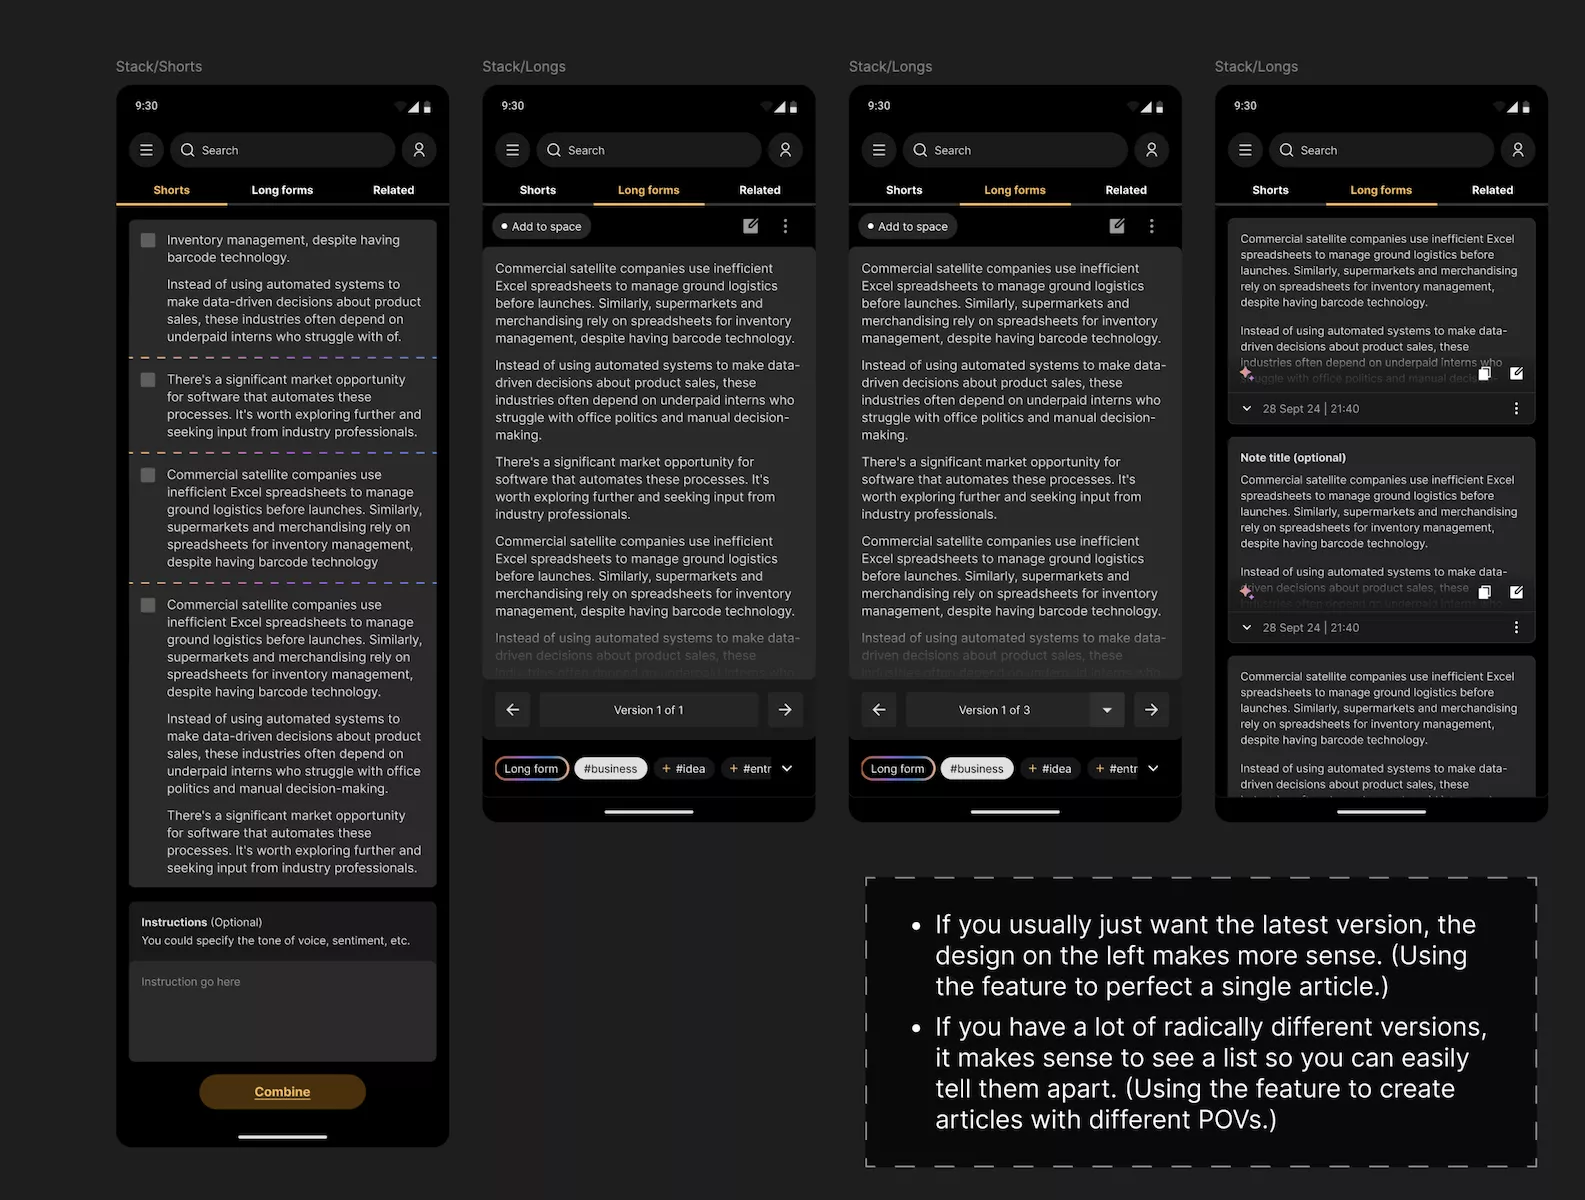 Stack/Shorts
9:30
Search
Shorts
Long forms
Related
Inventory management, despite having
barcode technology.
Instead of using automated systems to
make data-driven decisions about product
sales, these industries often depend on
underpaid interns who struggle with of.
There's a significant market opportunity
for software that automates these
processes. It's worth exploring further and
seeking input from industry professionals.
Commercial satellite companies use
inefficient Excel spreadsheets to manage
ground logistics before launches. Similarly,
supermarkets and merchandising rely on
spreadsheets for inventory management,
despite having barcode technology
Commercial satellite companies use
inefficient Excel spreadsheets to manage
ground logistics before launches. Similarly,
supermarkets and merchandising rely on
spreadsheets for inventory management,
despite having barcode technology.
Instead of using automated systems to
make data-driven decisions about product
sales, these industries often depend on
underpaid interns who struggle with office
politics and manual decision-making.
There's a significant market opportunity
for software that automates these
processes. It's worth exploring further and
seeking input from industry professionals.
Instructions (Optional)
You could specify the tone of voice, sentiment, etc.
Instruction go here
Combine
Stack/Longs
9:30
Search
Shorts
Long forms
Related
Add to space
Commercial satellite companies use inefficient
Excel spreadsheets to manage ground logistics
before launches. Similarly, supermarkets and
merchandising rely on spreadsheets for inventory
management, despite having barcode technology.
Instead of using automated systems to make data-
driven decisions about product sales, these
industries often depend on underpaid interns who
struggle with office politics and manual decision-
making.
There's a significant market opportunity for
software that automates these processes. It's
worth exploring further and seeking input from
industry professionals.
Commercial satellite companies use inefficient
Excel spreadsheets to manage ground logistics
before launches. Similarly, supermarkets and
merchandising rely on spreadsheets for inventory
management, despite having barcode technology.
Instead of using automated systems to make data-
driven decisions about product sales, these
industries often depend on underpaid interns who
Version 1 of 1
Long form
#business
+ #idea
+ #entr
Stack/Longs
9:30
Search
Shorts
Long forms
Related
Add to space
Commercial satellite companies use inefficient
Excel spreadsheets to manage ground logistics
before launches. Similarly, supermarkets and
merchandising rely on spreadsheets for inventory
management, despite having barcode technology.
Instead of using automated systems to make data-
driven decisions about product sales, these
industries often depend on underpaid interns who
struggle with office politics and manual decision-
making.
There's a significant market opportunity for
software that automates these processes. It's
worth exploring further and seeking input from
industry professionals.
Commercial satellite companies use inefficient
Excel spreadsheets to manage ground logistics
before launches. Similarly, supermarkets and
merchandising rely on spreadsheets for inventory
management, despite having barcode technology.
Instead of using automated systems to make data-
driven decisions about product sales, these
industries often depend on underpaid interns who
Version 1 of 3
Long form
#business
+ #idea
+ #entr
Stack/Longs
9:30
Search
Shorts
Long forms
Related
Commercial satellite companies use inefficient Excel
spreadsheets to manage ground logistics before
launches. Similarly, supermarkets and merchandising
rely on spreadsheets for inventory management,
despite having barcode technology.
Instead of using automated systems to make data-
driven decisions about product sales, these
industries often depend on underpaid interns who
struggle with office politics and manual
28 Sept 24 | 21:40
Note title (optional)
Commercial satellite companies use inefficient Excel
spreadsheets to manage ground logistics before
launches. Similarly, supermarkets and merchandising
rely on spreadsheets for inventory management,
despite having barcode technology.
Instead of using automated systems to make data-
driven decisions about product sales, these
28 Sept 24 | 21:40
Commercial satellite companies use inefficient Excel
spreadsheets to manage ground logistics before
launches. Similarly, supermarkets and merchandising
rely on spreadsheets for inventory management,
despite having barcode technology.
Instead of using automated systems to make data-
driven decisions about product sales, these
• If you usually just want the latest version, the
design on the left makes more sense. (Using
the feature to perfect a single article.)
• If you have a lot of radically different versions,
it makes sense to see a list so you can easily
tell them apart. (Using the feature to create
articles with different POVs.)